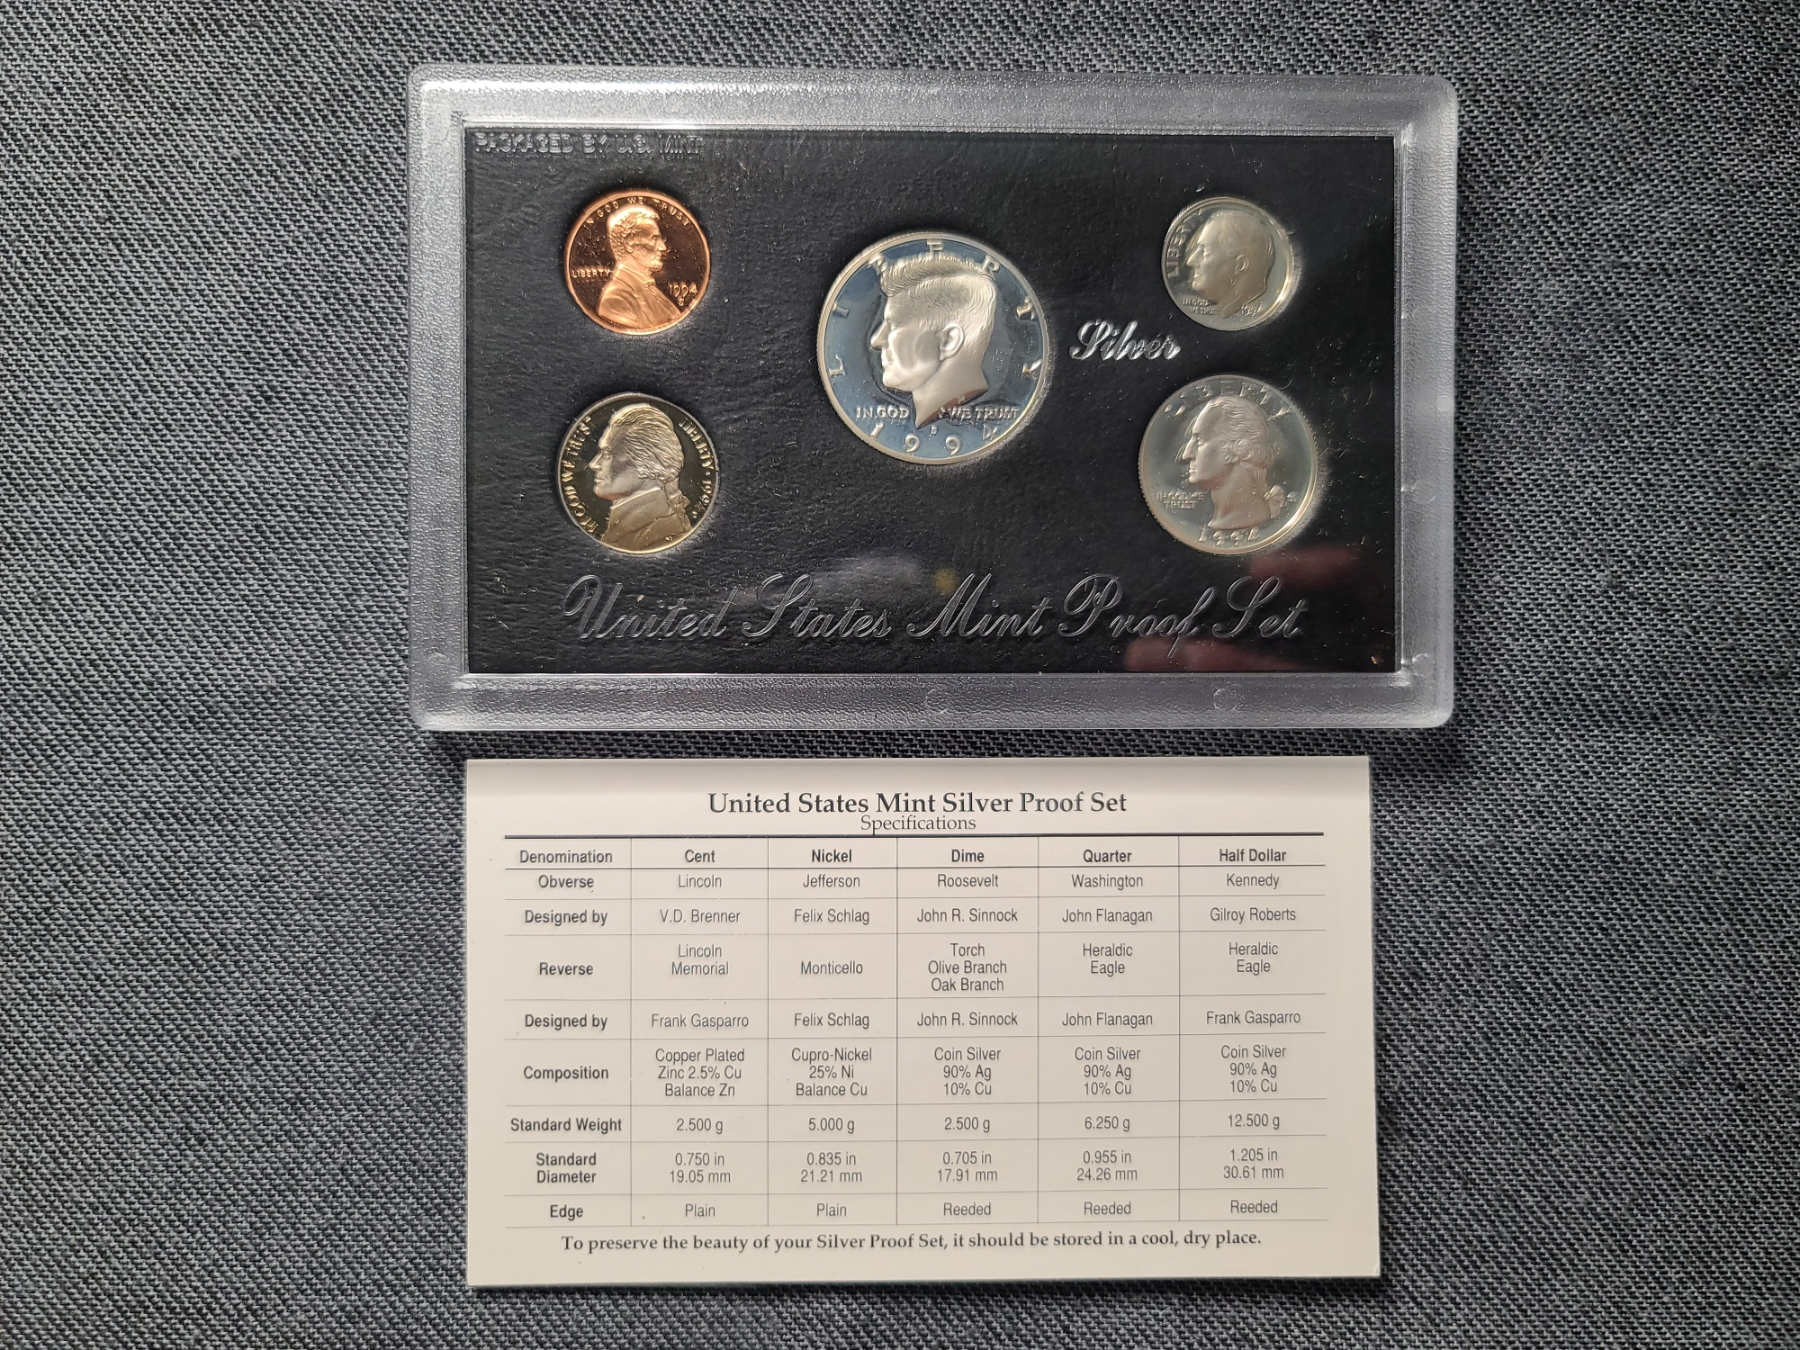 PACKAGED BY U.S. MINT
IN GOD WE TRUST
LIBERTY
1994
S
LIBERTY
IN GOD WE TRUST
S
1994
LIBERTY
IN GOD
WE TRUST
1994
Silver
IN GOD WE TRUST
LIBERTY
LIBERTY
IN GOD WE
TRUST
S
1994
United States Mint Proof Set
United States Mint Silver Proof Set
Specifications
Denomination Cent Nickel Dime Quarter Half Dollar
Obverse Lincoln Jefferson Roosevelt Washington Kennedy
Designed by V.D. Brenner Felix Schlag John R. Sinnock John Flanagan Gilroy Roberts
Reverse Lincoln Memorial Monticello Torch Olive Branch Oak Branch Heraldic Eagle Heraldic Eagle
Designed by Frank Gasparro Felix Schlag John R. Sinnock John Flanagan Frank Gasparro
Composition Copper Plated Zinc 2.5% Cu Balance Zn Cupro-Nickel 25% Ni Balance Cu Coin Silver 90% Ag 10% Cu Coin Silver 90% Ag 10% Cu Coin Silver 90% Ag 10% Cu
Standard Weight 2.500 g 5.000 g 2.500 g 6.250 g 12.500 g
Standard Diameter 0.750 in 19.05 mm 0.835 in 21.21 mm 0.705 in 17.91 mm 0.955 in 24.26 mm 1.205 in 30.61 mm
Edge Plain Plain Reeded Reeded Reeded
To preserve the beauty of your Silver Proof Set, it should be stored in a cool, dry place.